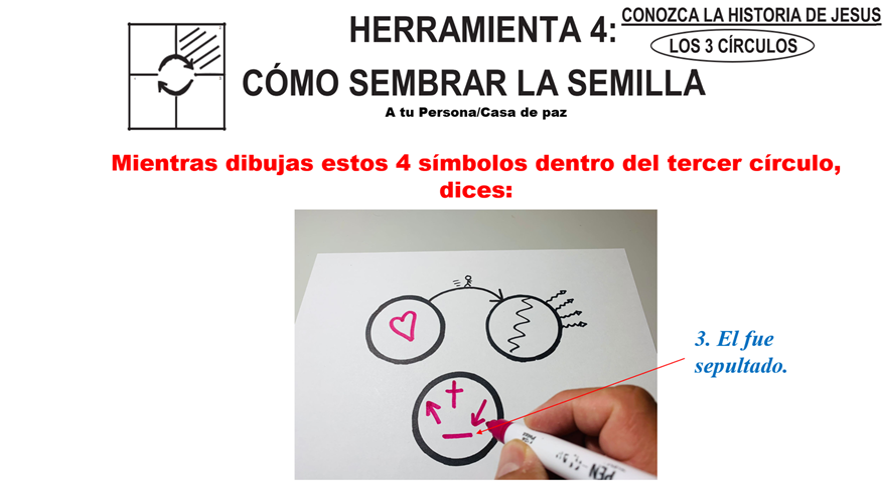 CONOZCA LA HISTORIA DE JESUS
HERRAMIENTA 4:
LOS 3 CÍRCULOS
CÓMO SEMBRAR LA SEMILLA
A tu Persona/Casa de paz
Mientras dibujas estos 4 símbolos dentro del tercer círculo,
dices:
3. El fue
sepultado.
PEN